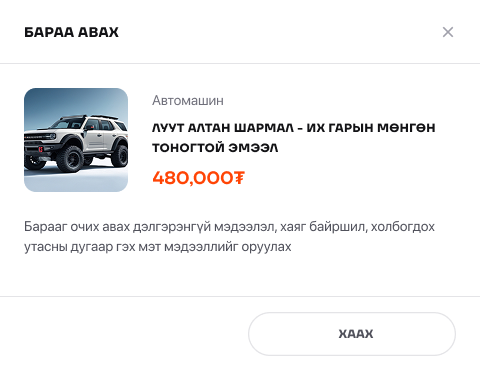 БАРАА АВАХ
Автомашин
ЛУУТ АЛТАН ШАРМАЛ - ИХ ГАРЫН МӨНГӨН
ТОНОГТОЙ ЭМЭЭЛ
480,000₮
Барааг очих авах дэлгэрэнгүй мэдээлэл, хаяг байршил, холбогдох
утасны дугаар гэх мэт мэдээллийг оруулах
ХААХ